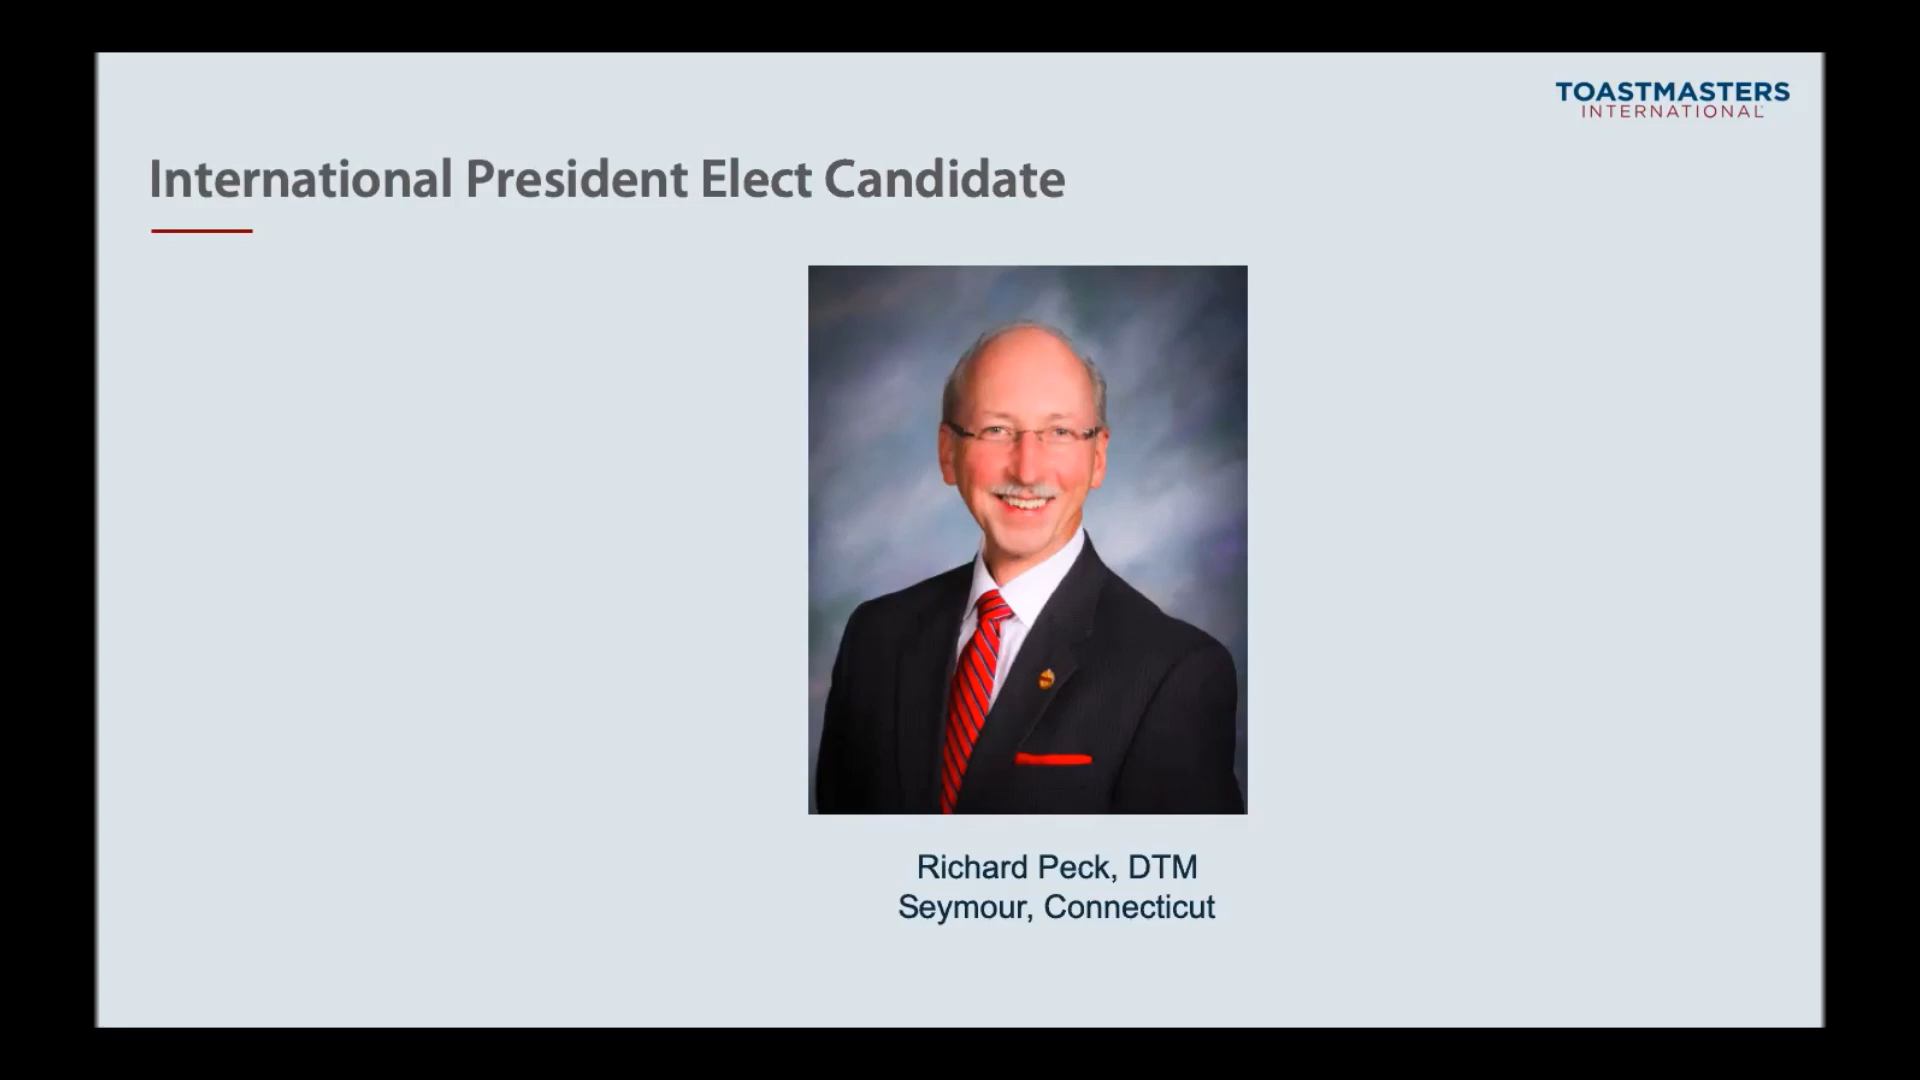 TOASTMASTERS
INTERNATIONAL
International President Elect Candidate
Richard Peck, DTM
Seymour, Connecticut